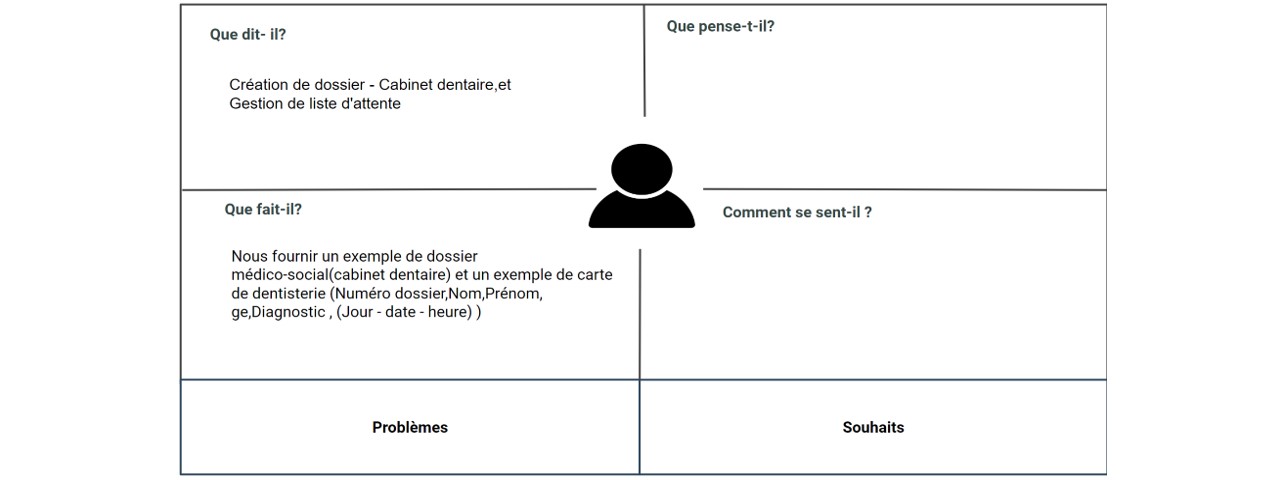 Que dit- il?
Création de dossier - Cabinet dentaire,et
Gestion de liste d'attente
Que pense-t-il?
Que fait-il?
Nous fournir un exemple de dossier
médico-social(cabinet dentaire) et un exemple de carte
de dentisterie (Numéro dossier,Nom,Prénom,
ge,Diagnostic , (Jour - date - heure) )
Comment se sent-il ?
Problèmes
Souhaits